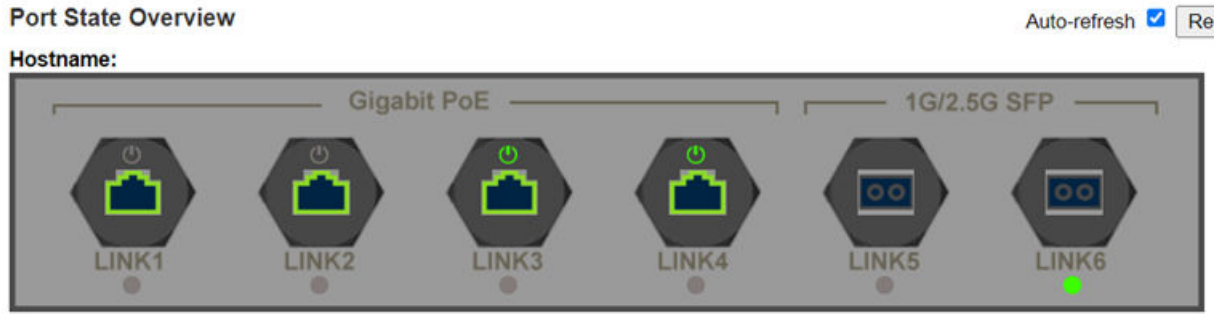 Port State Overview
Auto-refresh Re
Hostname:
Gigabit PoE 1G/2.5G SFP
LINK1 LINK2 LINK3 LINK4 LINK5 LINK6